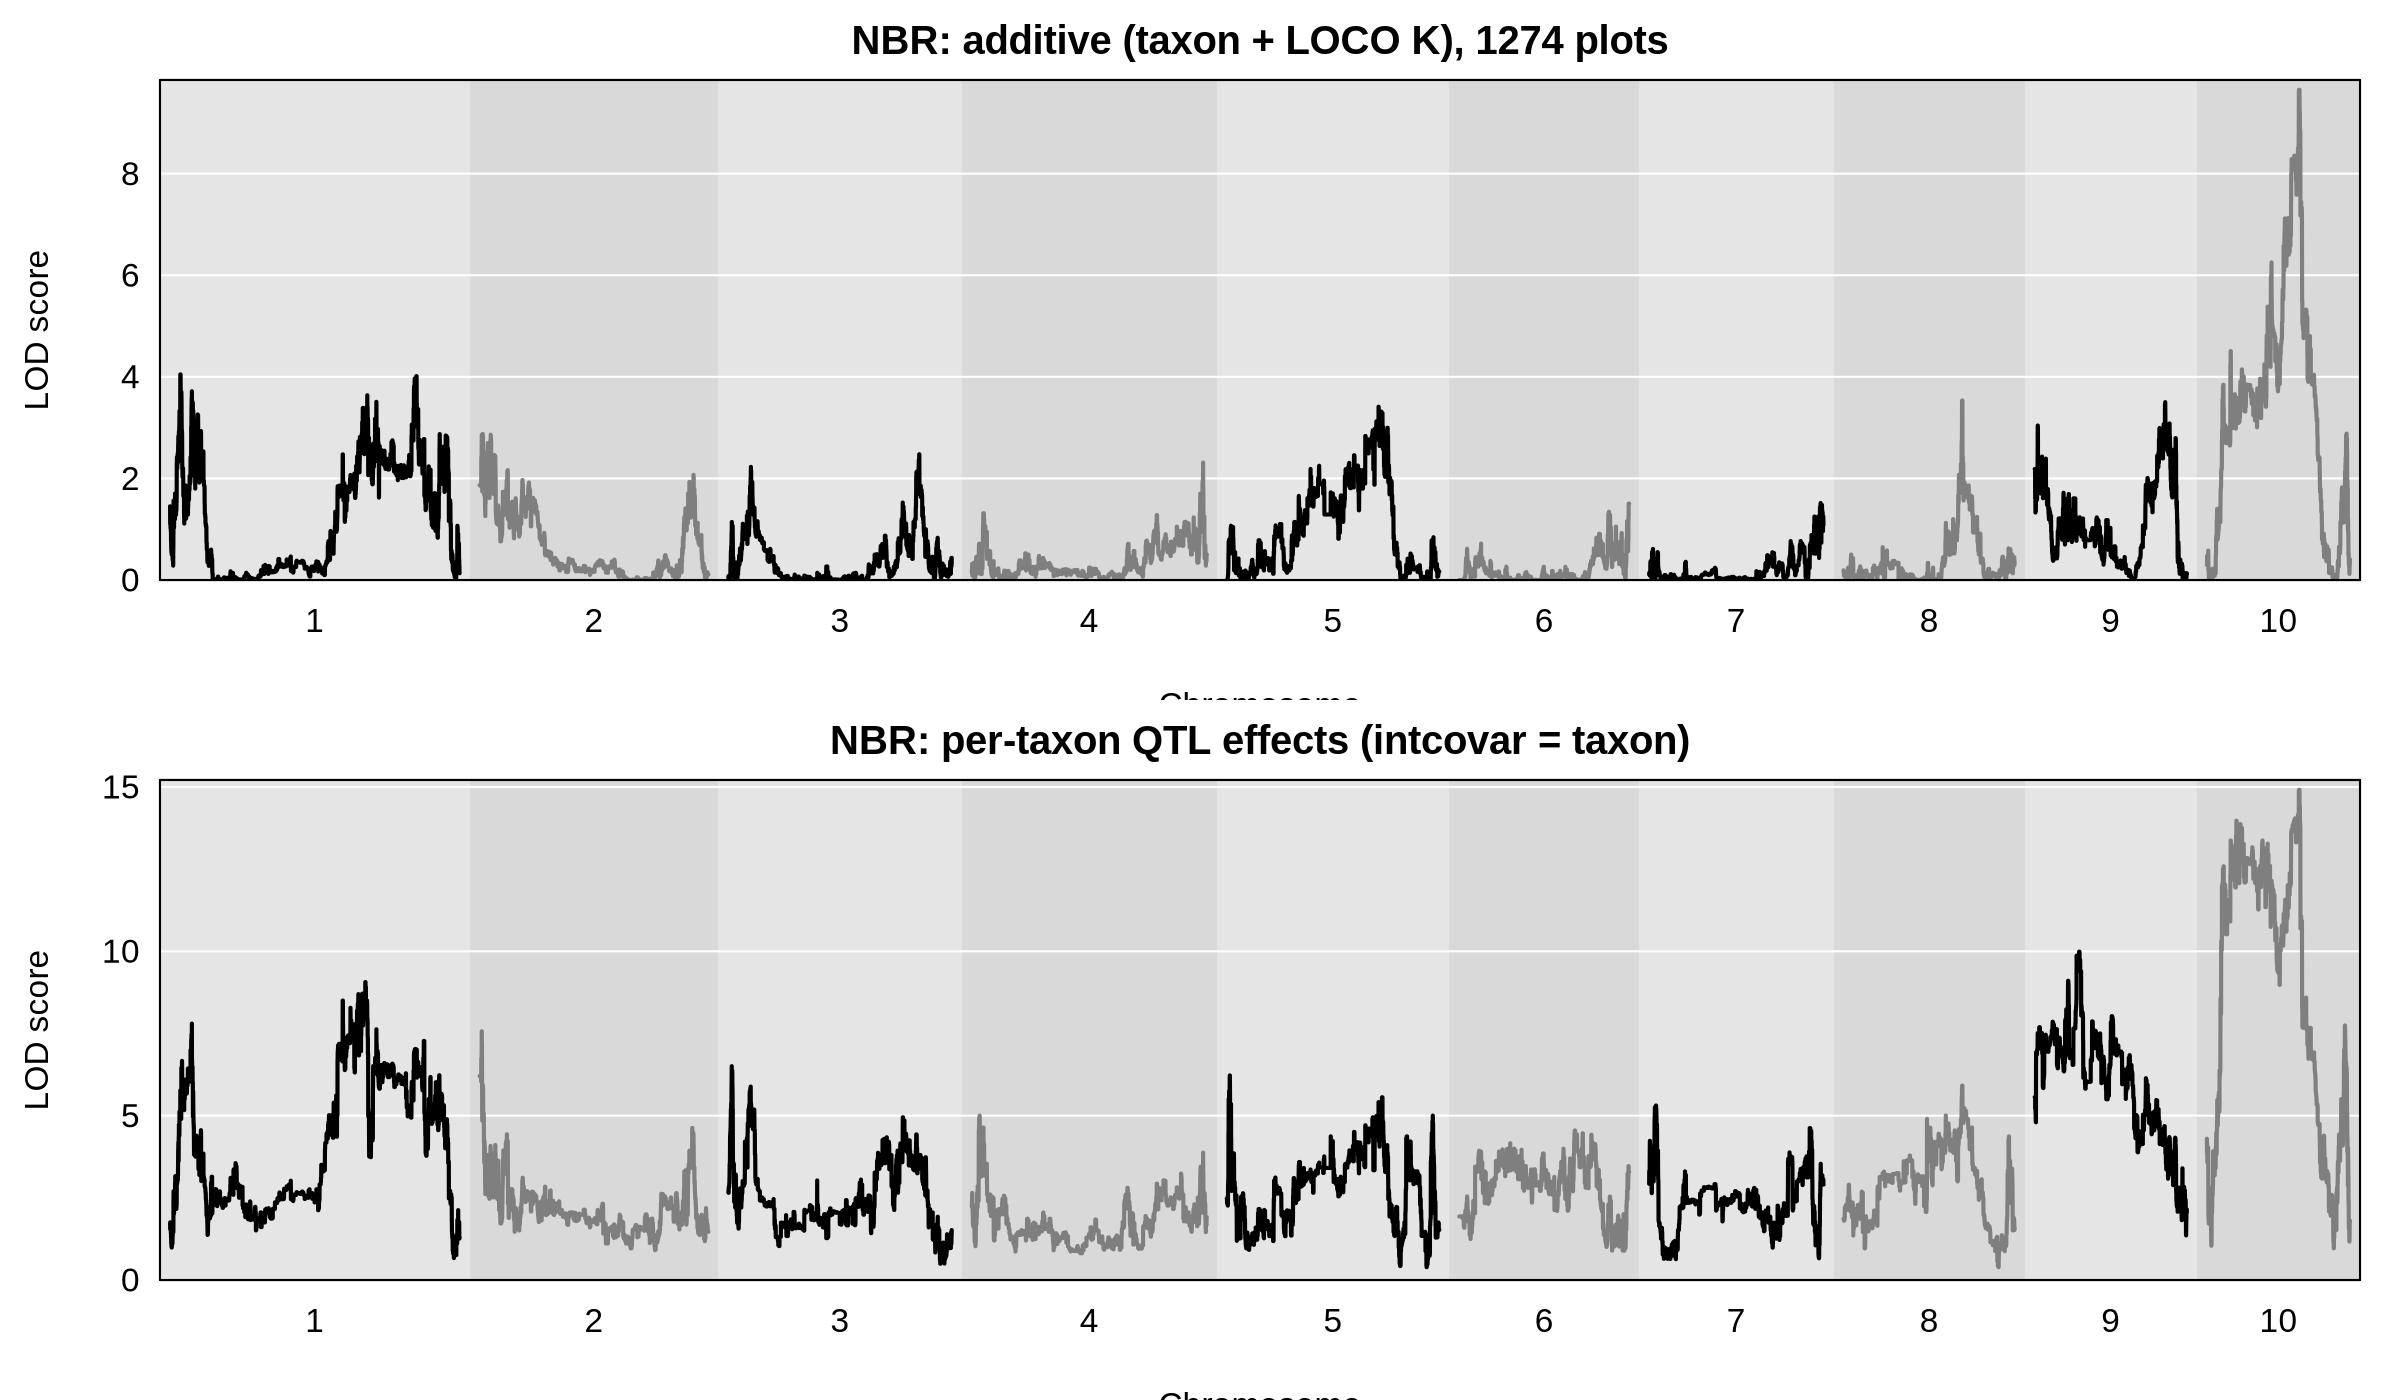 NBR: additive (taxon + LOCO K), 1274 plots
LOD score
8
6
4
2
0
1 2 3 4 5 6 7 8 9 10
Chromosome
NBR: per-taxon QTL effects (intcovar = taxon)
LOD score
15
10
5
0
1 2 3 4 5 6 7 8 9 10
Chromosome